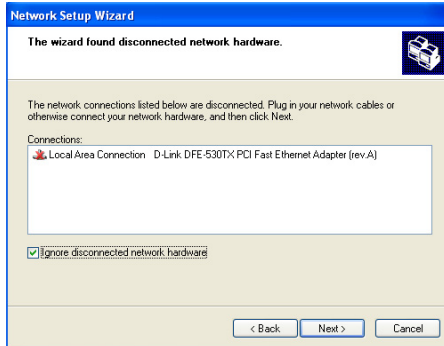 Network Setup Wizard
The wizard found disconnected network hardware.
The network connections listed below are disconnected. Plug in your network cables or
otherwise connect your network hardware, and then click Next.
Connections:
Local Area Connection D-Link DFE-530TX PCI Fast Ethernet Adapter (rev.A)
Ignore disconnected network hardware
< Back Next > Cancel